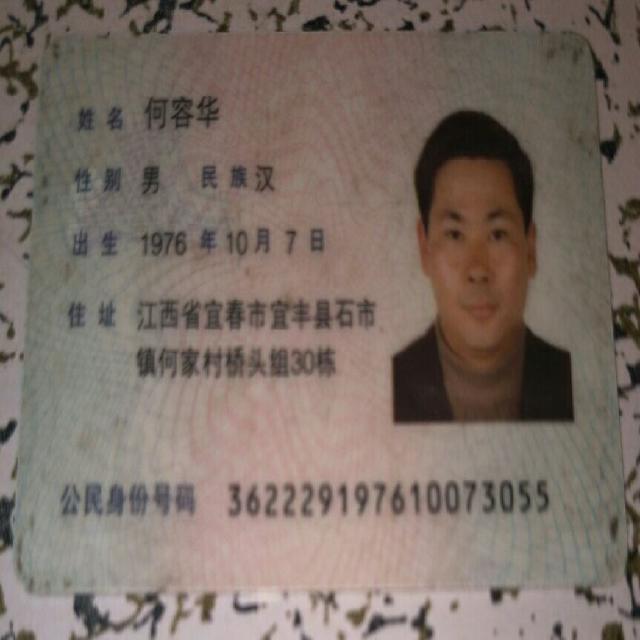 姓名 何容华
性别 男 民族 汉
出生 1976 年 10 月 7 日
住址 江西省宜春市宜丰县石市
镇何家村桥头组30栋
公民身份号码 362229197610073055